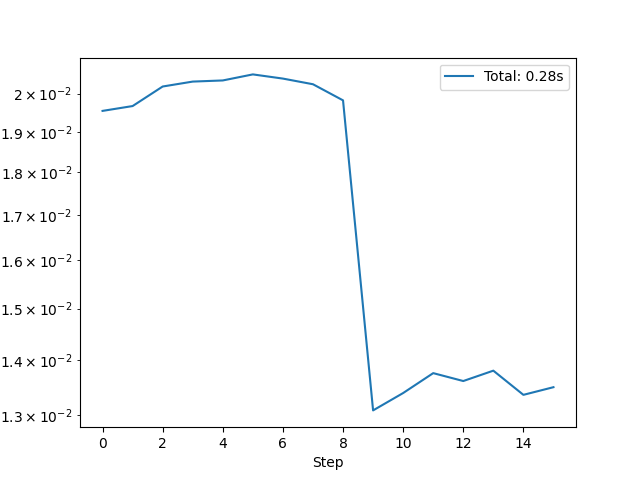 Total: 0.28s
2 × 10⁻²
1.9 × 10⁻²
1.8 × 10⁻²
1.7 × 10⁻²
1.6 × 10⁻²
1.5 × 10⁻²
1.4 × 10⁻²
1.3 × 10⁻²
0 2 4 6 8 10 12 14
Step